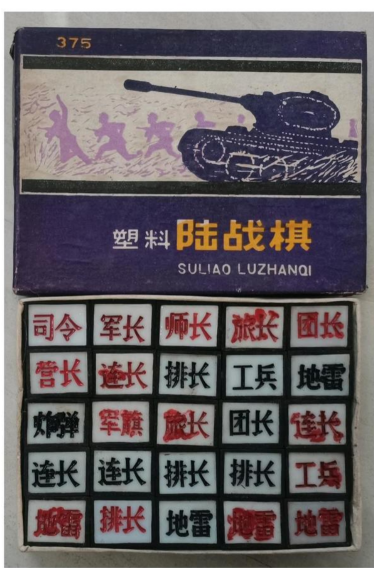 375
塑料陆战棋
SULIAO LUZHANQI
司令 军长 师长 旅长 团长
营长 连长 排长 工兵 地雷
炸弹 军旗 旅长 团长 连长
连长 连长 排长 排长 工兵
地雷 排长 地雷 地雷 地雷